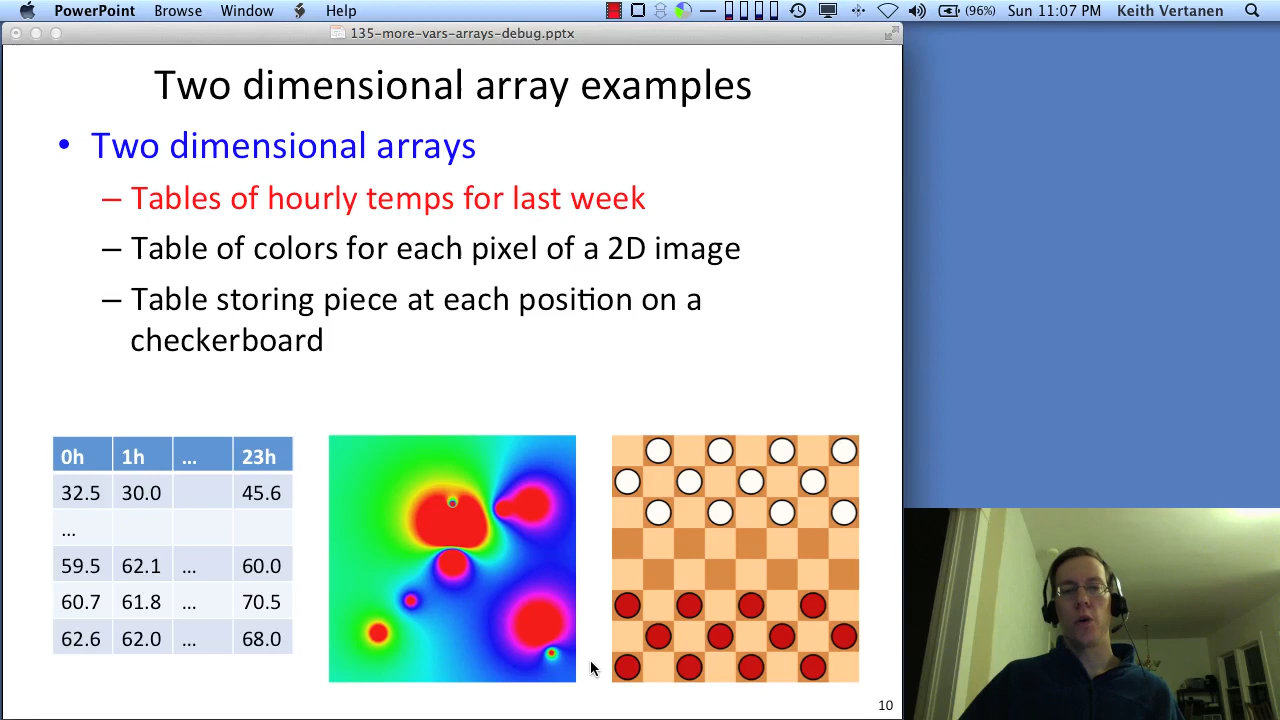 PowerPoint Browse Window Help (96%) Sun 11:07 PM Keith Vertanen
135-more-vars-arrays-debug.pptx
Two dimensional array examples
• Two dimensional arrays
– Tables of hourly temps for last week
– Table of colors for each pixel of a 2D image
– Table storing piece at each position on a
checkerboard
0h 1h ... 23h
32.5 30.0 45.6
...
59.5 62.1 ... 60.0
60.7 61.8 ... 70.5
62.6 62.0 ... 68.0
10